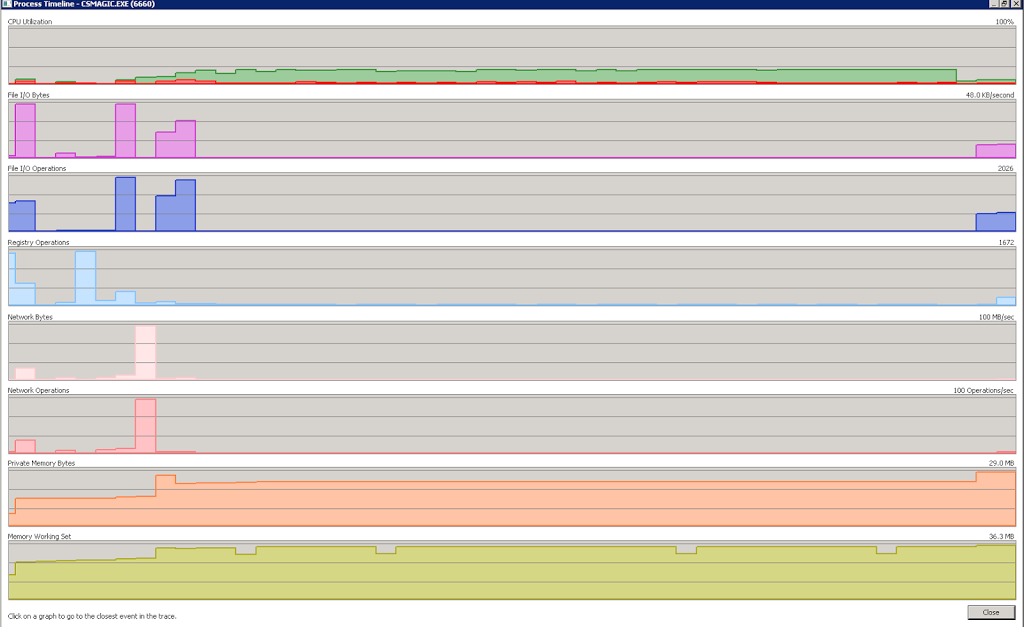 Process Timeline - CSMAGIC.EXE (6660)
CPU Utilization 100%
File I/O Bytes 48.0 KB/second
File I/O Operations 2026
Registry Operations 1672
Network Bytes 100 MB/sec
Network Operations 100 Operations/sec
Private Memory Bytes 29.0 MB
Memory Working Set 36.3 MB
Click on a graph to go to the closest event in the trace.
Close